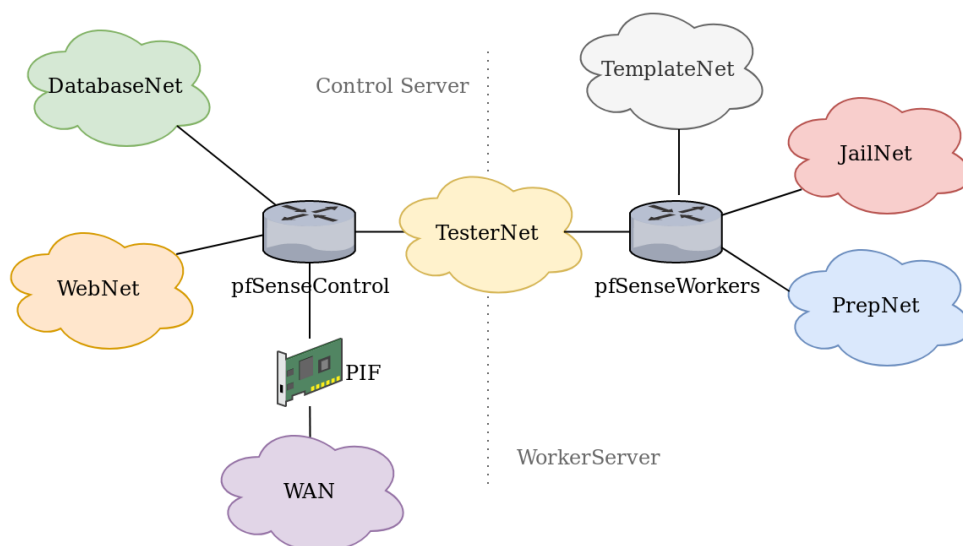 DatabaseNet
Control Server
TemplateNet
JailNet
TesterNet
WebNet
pfSenseControl
pfSenseWorkers
PrepNet
PIF
WorkerServer
WAN